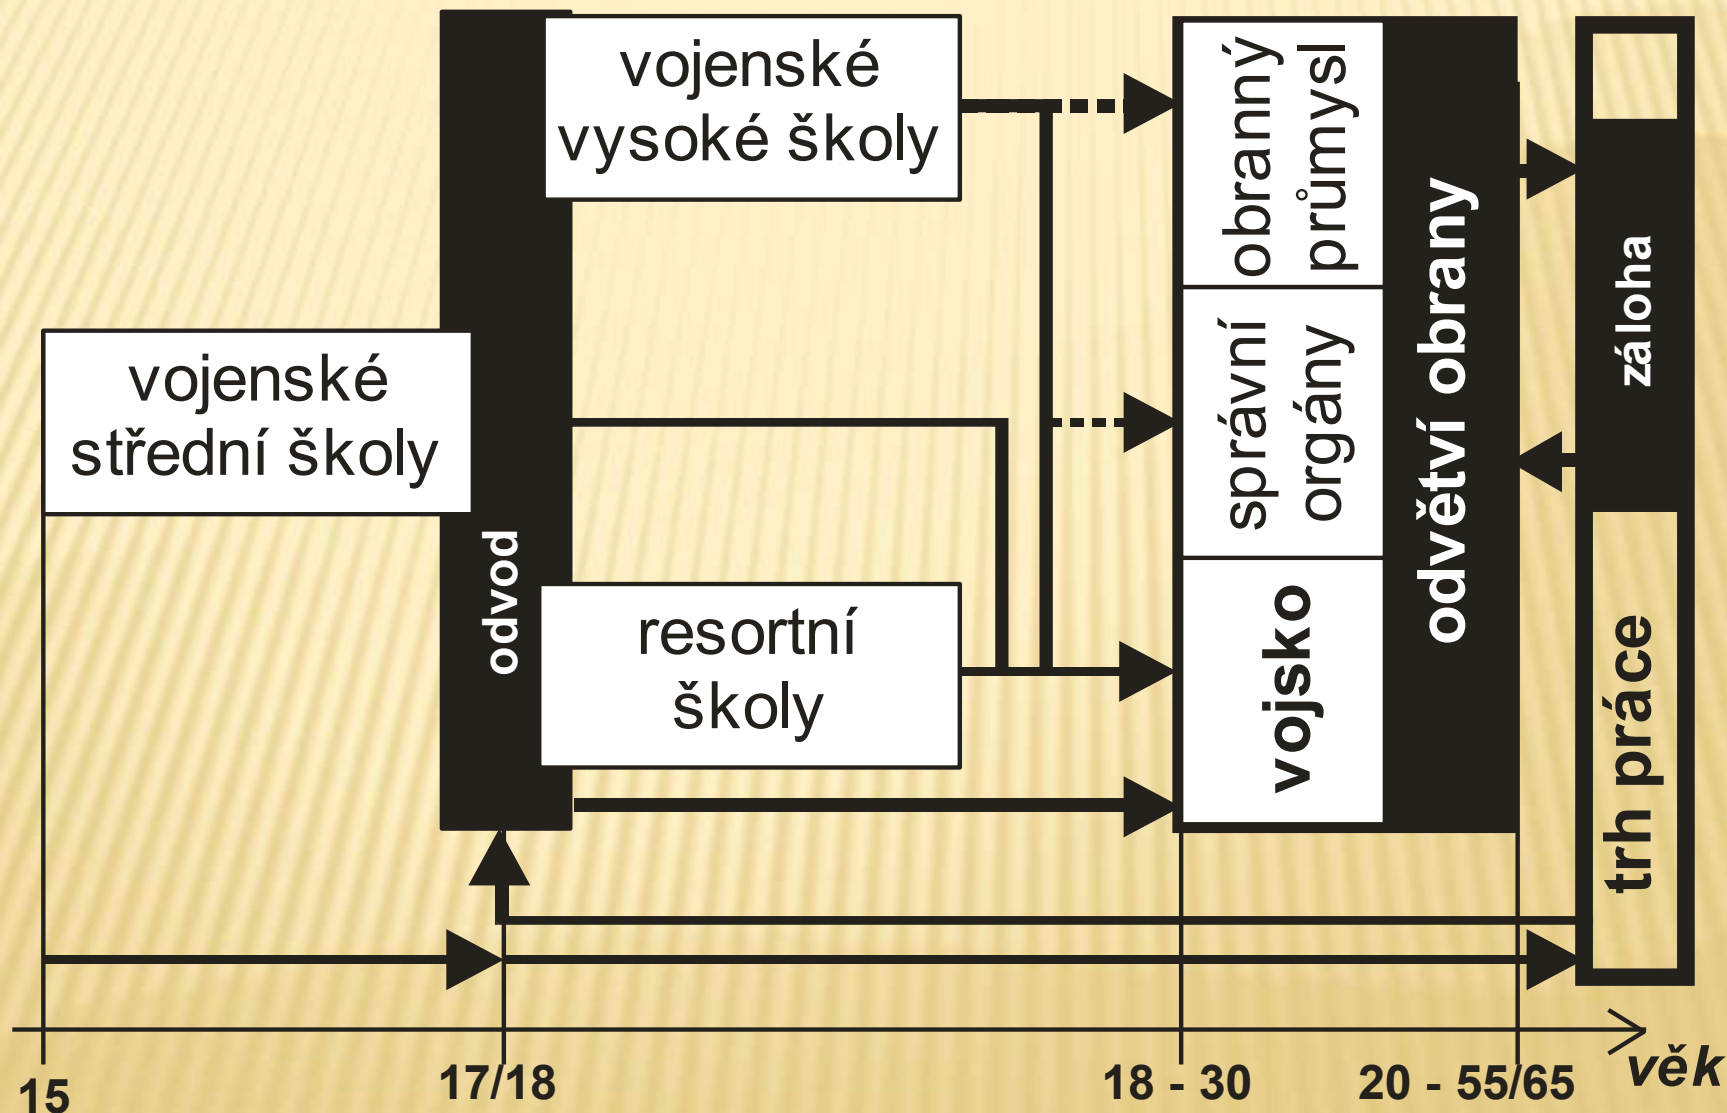 vojenské
vysoké školy
vojenské
střední školy
odvod
resortní
školy
obranný
průmysl
správní
orgány
vojsko
odvětví obrany
záloha
trh práce
15
17/18
18 - 30
20 - 55/65
věk